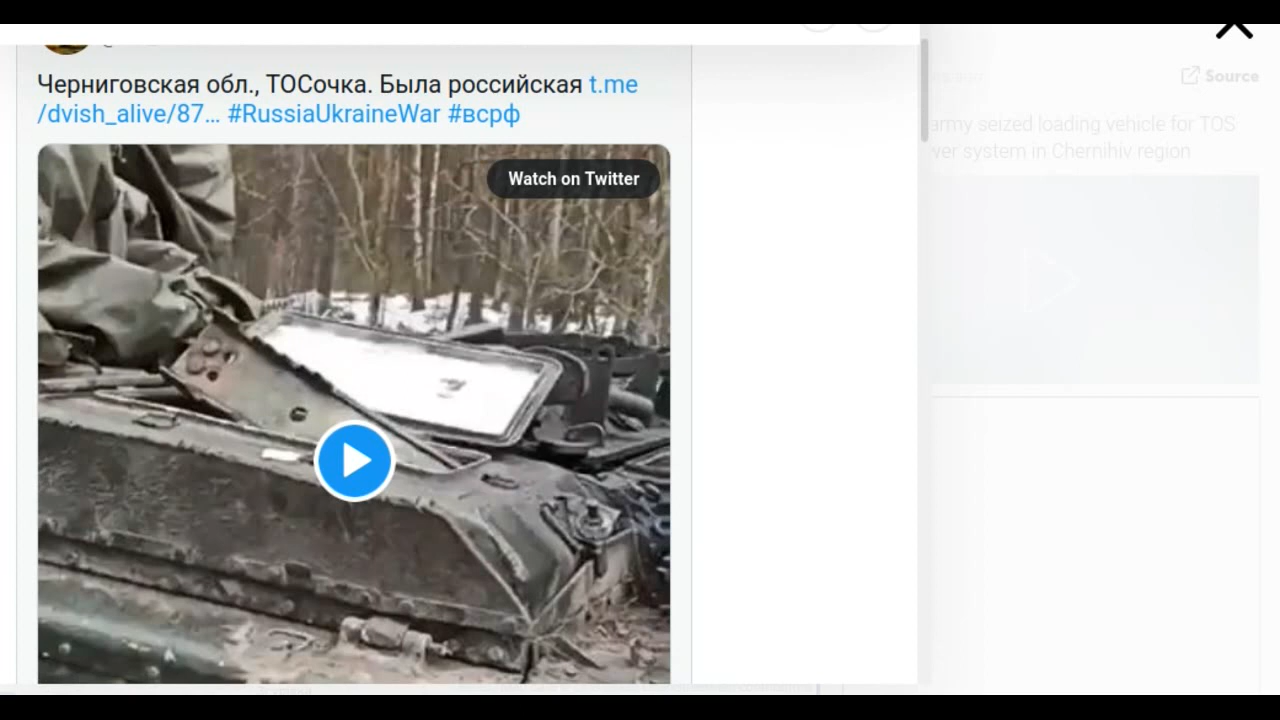 Черниговская обл., ТОСочка. Была российская t.me
/dvish_alive/87… #RussiaUkraineWar #всрф
Watch on Twitter
Source
army seized loading vehicle for TOS
system in Chernihiv region